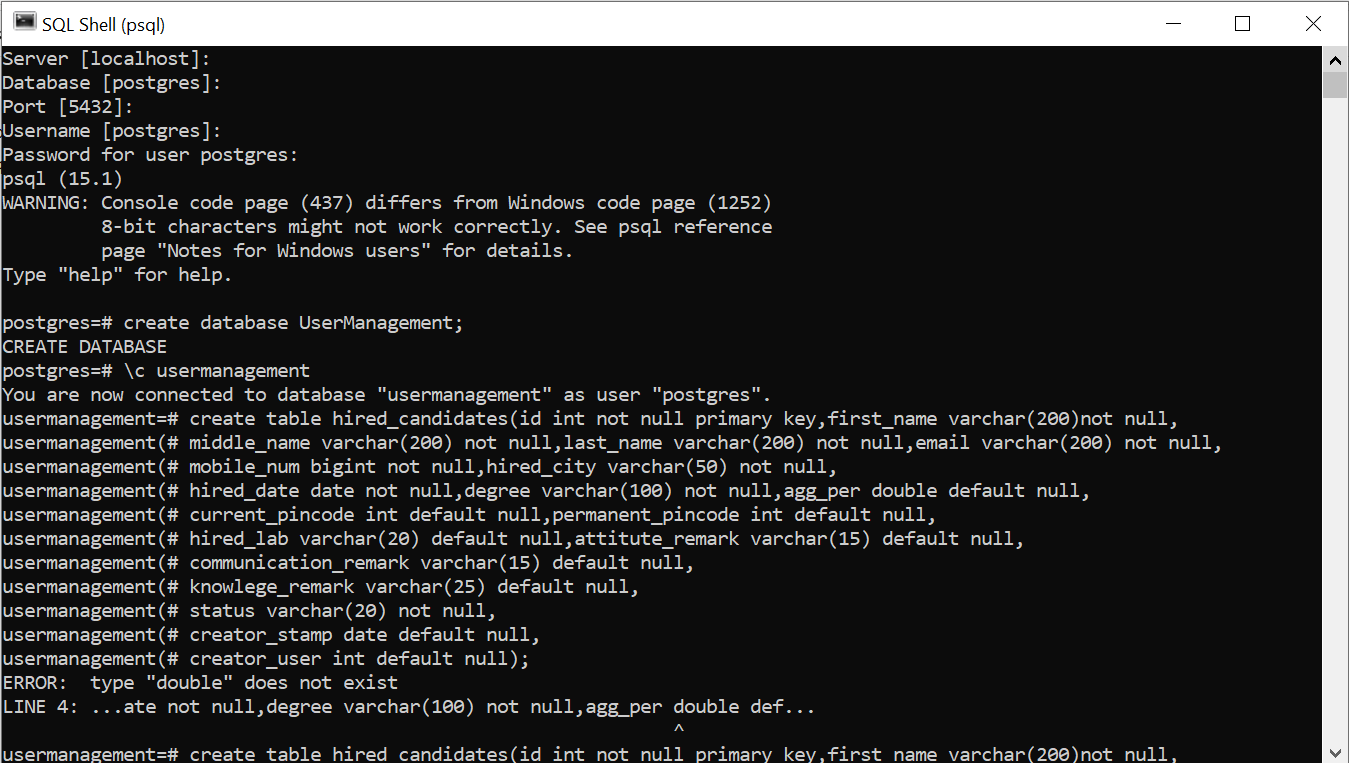 SQL Shell (psql)
Server [localhost]:
Database [postgres]:
Port [5432]:
Username [postgres]:
Password for user postgres:
psql (15.1)
WARNING: Console code page (437) differs from Windows code page (1252)
         8-bit characters might not work correctly. See psql reference
         page "Notes for Windows users" for details.
Type "help" for help.

postgres=# create database UserManagement;
CREATE DATABASE
postgres=# \c usermanagement
You are now connected to database "usermanagement" as user "postgres".
usermanagement=# create table hired_candidates(id int not null primary key,first_name varchar(200)not null,
usermanagement(# middle_name varchar(200) not null,last_name varchar(200) not null,email varchar(200) not null,
usermanagement(# mobile_num bigint not null,hired_city varchar(50) not null,
usermanagement(# hired_date date not null,degree varchar(100) not null,agg_per double default null,
usermanagement(# current_pincode int default null,permanent_pincode int default null,
usermanagement(# hired_lab varchar(20) default null,attitute_remark varchar(15) default null,
usermanagement(# communication_remark varchar(15) default null,
usermanagement(# knowlege_remark varchar(25) default null,
usermanagement(# status varchar(20) not null,
usermanagement(# creator_stamp date default null,
usermanagement(# creator_user int default null);
ERROR:  type "double" does not exist
LINE 4: ...ate not null,degree varchar(100) not null,agg_per double def...
                                                             ^
usermanagement=# create table hired_candidates(id int not null primary key,first_name varchar(200)not null,